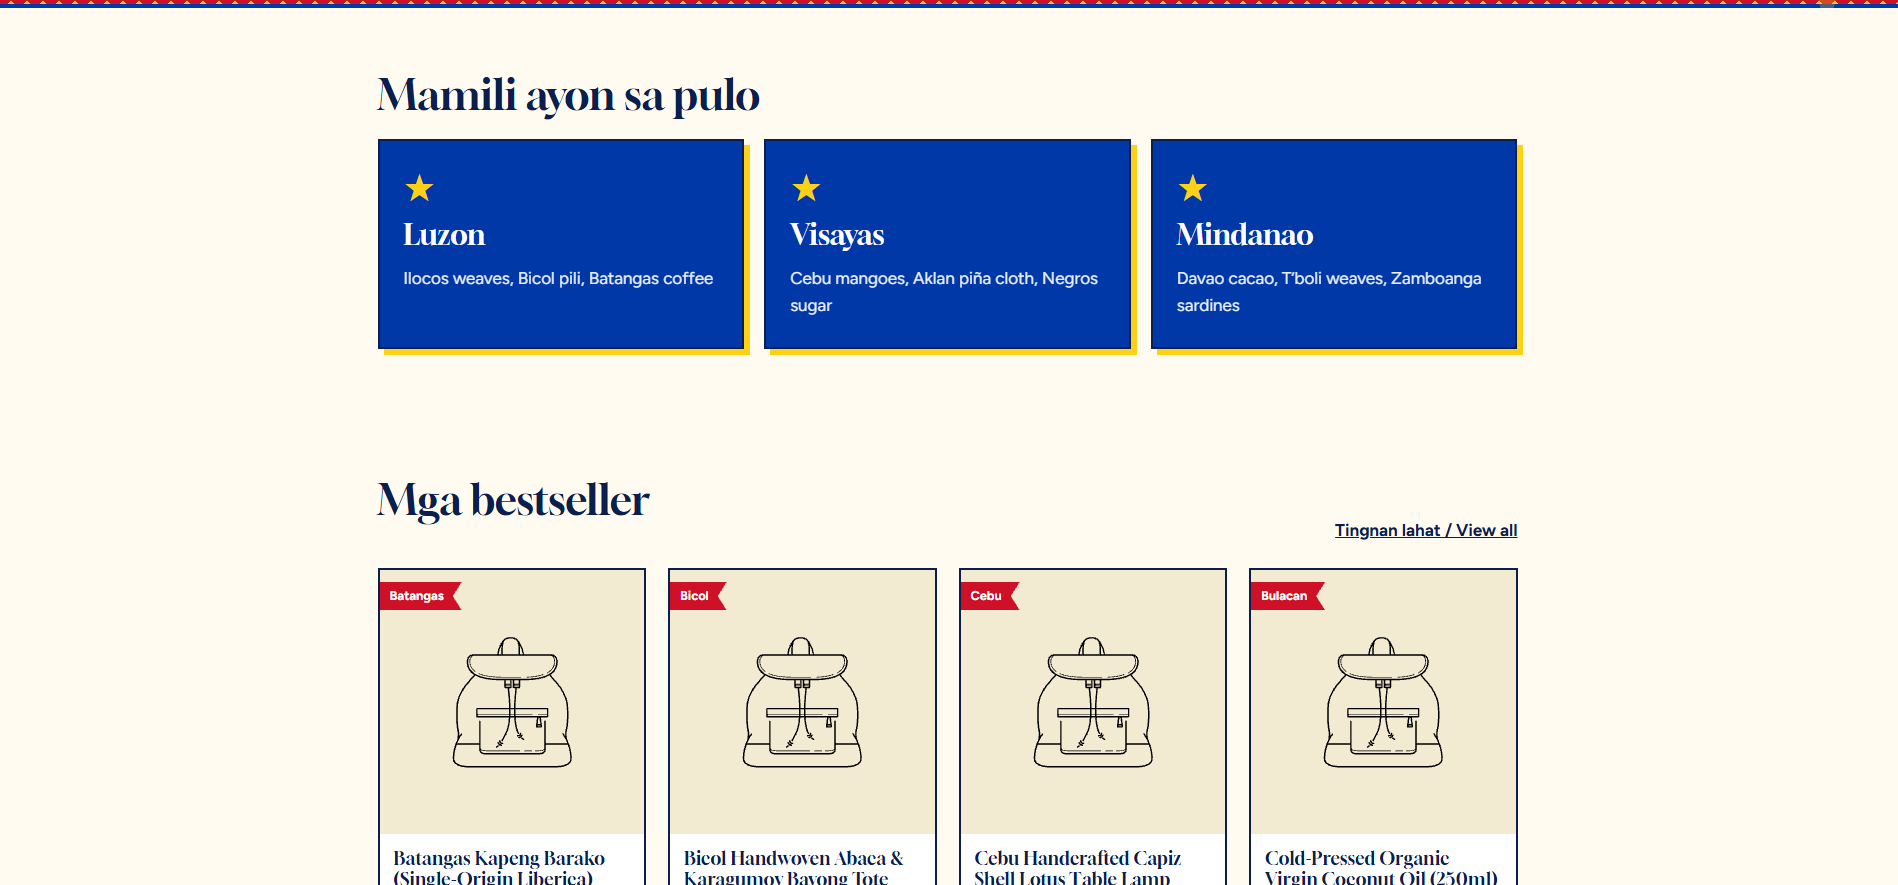 Mamili ayon sa pulo
Luzon
Ilocos weaves, Bicol pili, Batangas coffee
Visayas
Cebu mangoes, Aklan piña cloth, Negros
sugar
Mindanao
Davao cacao, T'boli weaves, Zamboanga
sardines
Mga bestseller
Tingnan lahat / View all
Batangas
Bicol
Cebu
Bulacan
Batangas Kapeng Barako
(Single-Origin Liberica)
Bicol Handwoven Abaca &
Karagumoy Bayong Tote
Cebu Handcrafted Capiz
Shell Lotus Table Lamp
Cold-Pressed Organic
Virgin Coconut Oil (250ml)